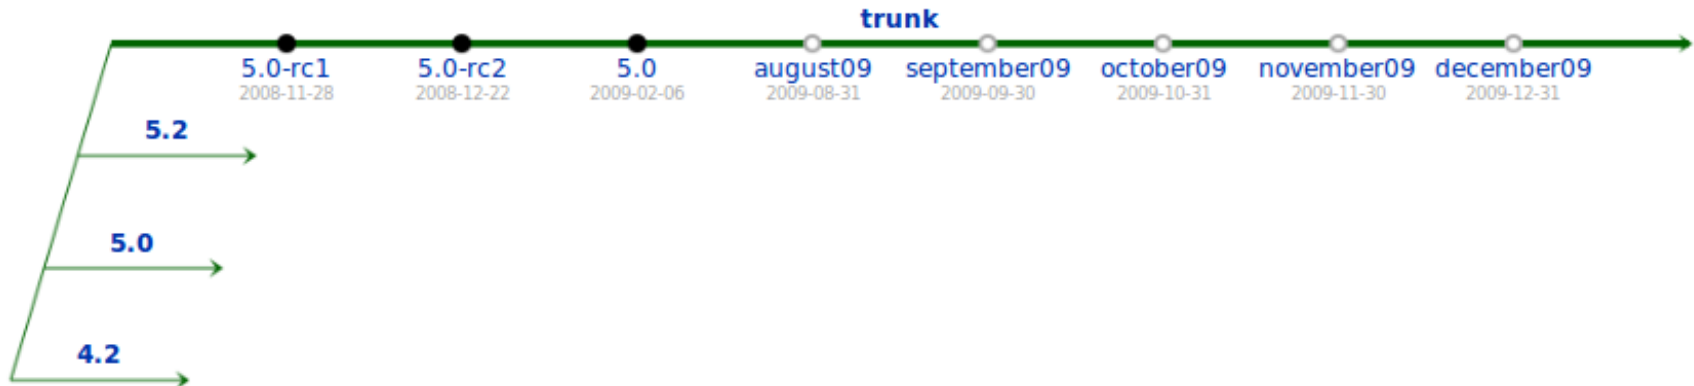 trunk
5.0-rc1 5.0-rc2 5.0 august09 september09 october09 november09 december09
2008-11-28 2008-12-22 2009-02-06 2009-08-31 2009-09-30 2009-10-31 2009-11-30 2009-12-31
5.2
5.0
4.2